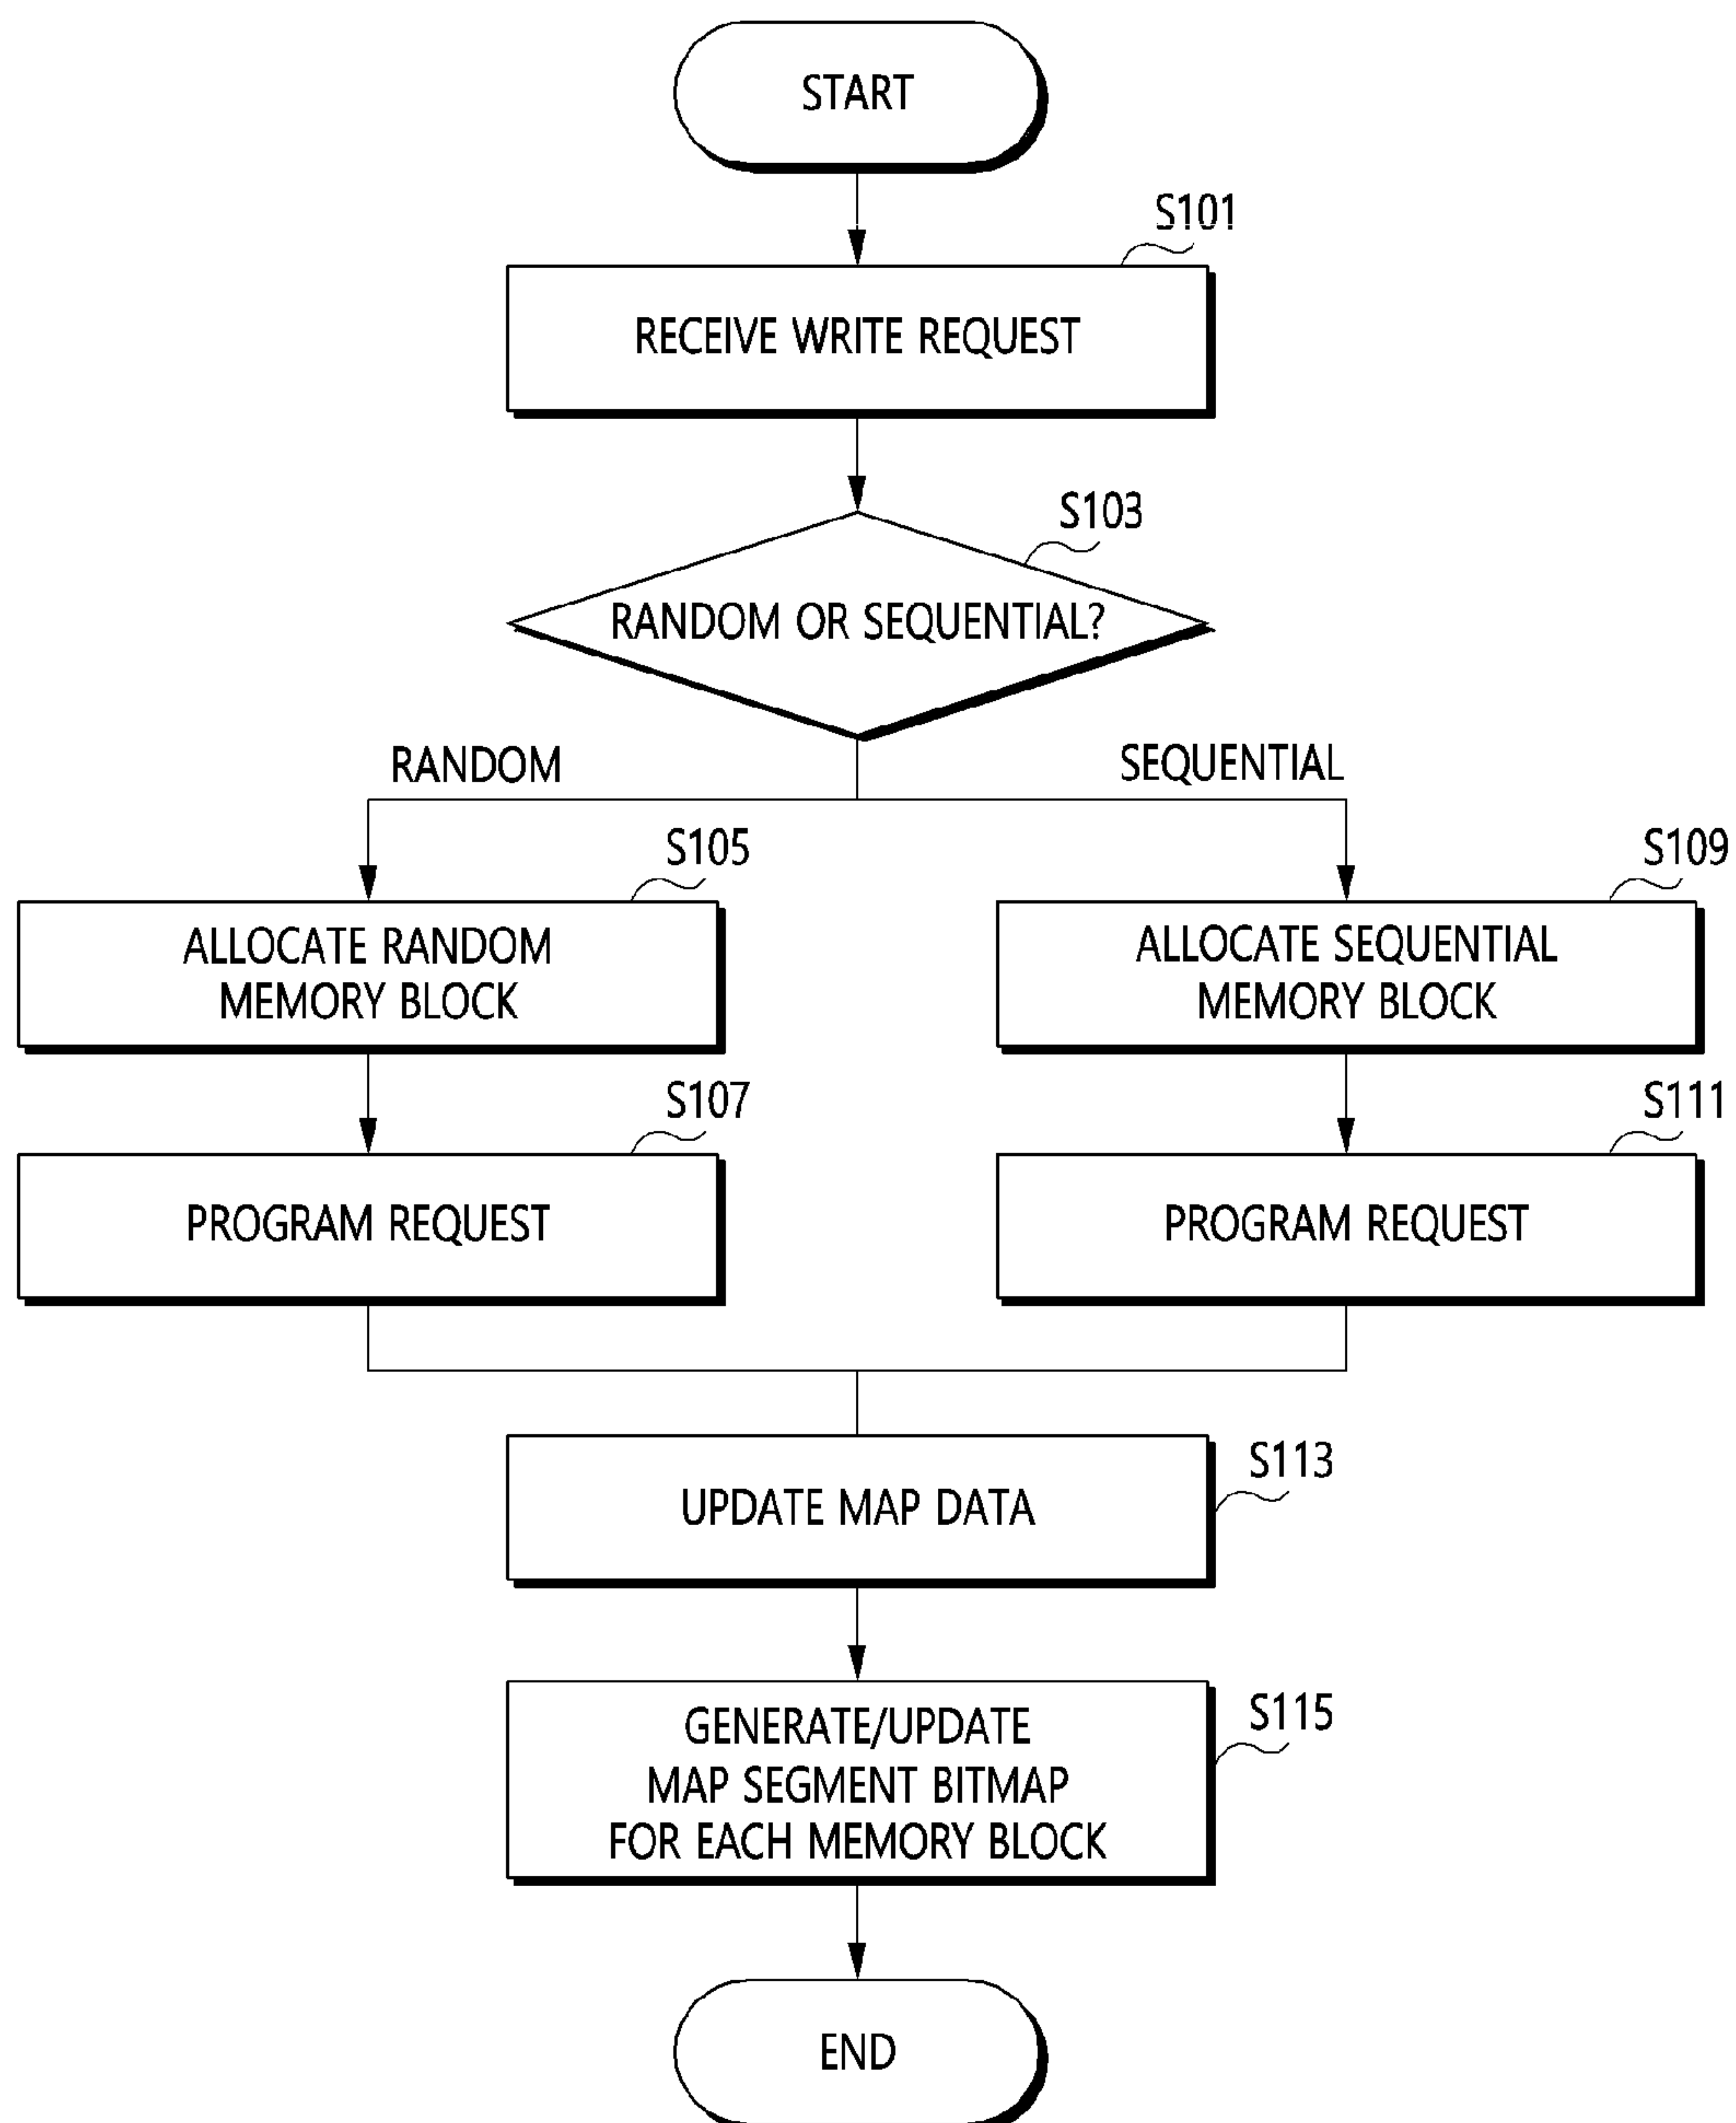 START
S101
RECEIVE WRITE REQUEST
S103
RANDOM OR SEQUENTIAL?
RANDOM
SEQUENTIAL
S105
ALLOCATE RANDOM
MEMORY BLOCK
S109
ALLOCATE SEQUENTIAL
MEMORY BLOCK
S107
PROGRAM REQUEST
S111
PROGRAM REQUEST
S113
UPDATE MAP DATA
S115
GENERATE/UPDATE
MAP SEGMENT BITMAP
FOR EACH MEMORY BLOCK
END